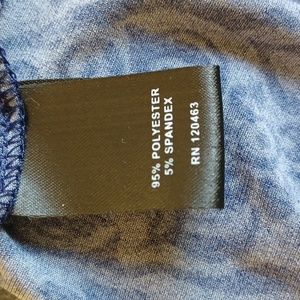 95% POLYESTER
5% SPANDEX
RN 120463